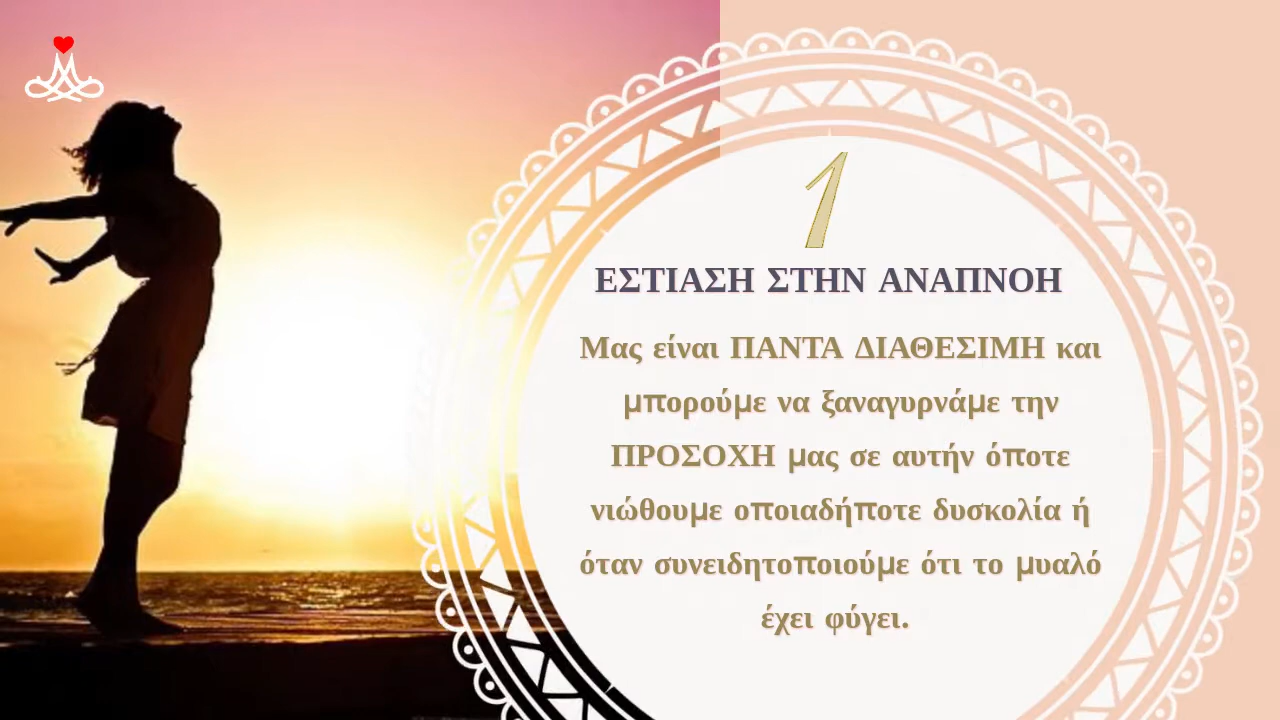 1
ΕΣΤΙΑΣΗ ΣΤΗΝ ΑΝΑΠΝΟΗ
Μας είναι ΠΑΝΤΑ ΔΙΑΘΕΣΙΜΗ και
μπορούμε να ξαναγυρνάμε την
ΠΡΟΣΟΧΗ μας σε αυτήν όποτε
νιώθουμε οποιαδήποτε δυσκολία ή
όταν συνειδητοποιούμε ότι το μυαλό
έχει φύγει.